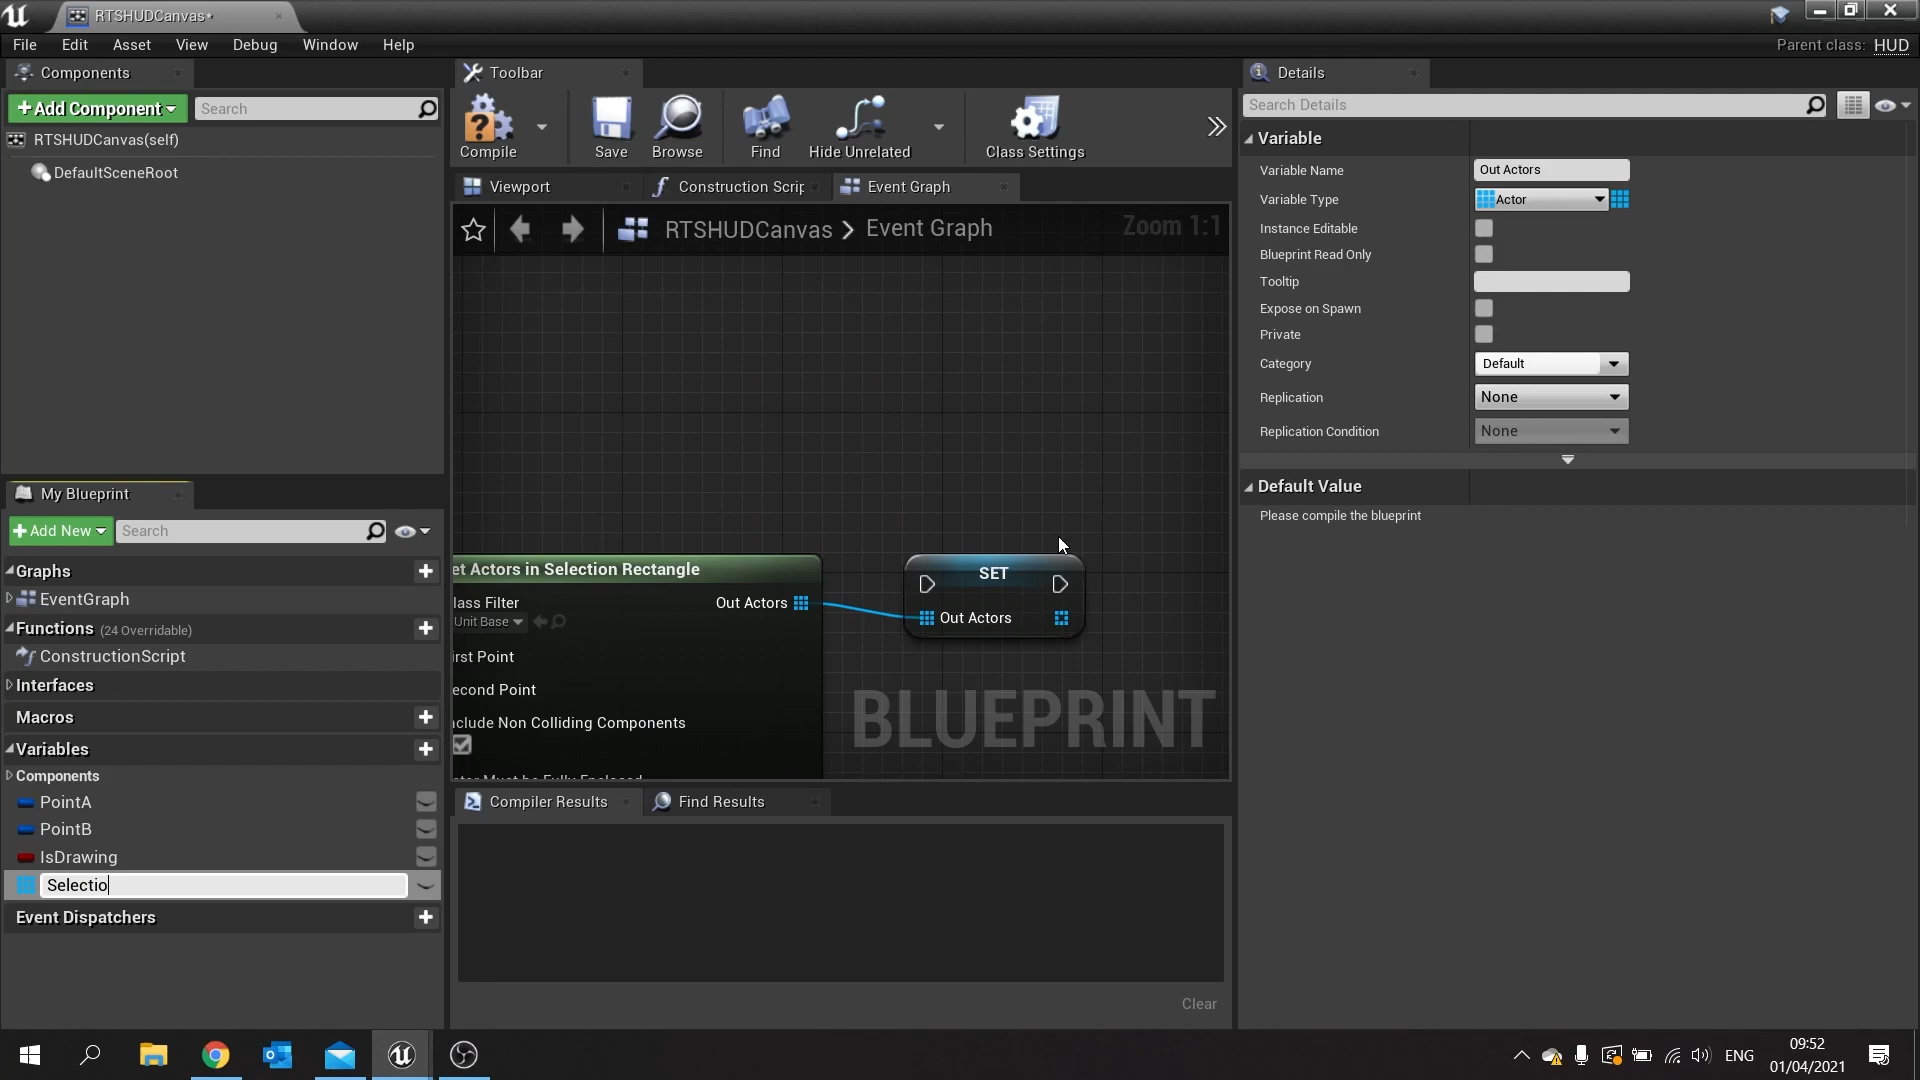 RTSHUDCanvas*
File Edit Asset View Debug Window Help
Parent class: HUD
Components
Toolbar
Details
Add Component
Search
Search Details
RTSHUDCanvas(self)
DefaultSceneRoot
Compile
Save
Browse
Find
Hide Unrelated
Class Settings
Viewport
Construction Scrip
Event Graph
RTSHUDCanvas > Event Graph
Zoom 1:1
Variable
Variable Name
Out Actors
Variable Type
Actor
Instance Editable
Blueprint Read Only
Tooltip
Expose on Spawn
Private
Category
Default
Replication
None
Replication Condition
None
Default Value
Please compile the blueprint
My Blueprint
Add New
Search
Graphs
EventGraph
Functions (24 Overridable)
ConstructionScript
Interfaces
Macros
Variables
Components
PointA
PointB
IsDrawing
Selectio
Event Dispatchers
et Actors in Selection Rectangle
lass Filter
Out Actors
Unit Base
irst Point
econd Point
nclude Non Colliding Components
SET
Out Actors
BLUEPRINT
Compiler Results
Find Results
Clear
ENG
09:52
01/04/2021